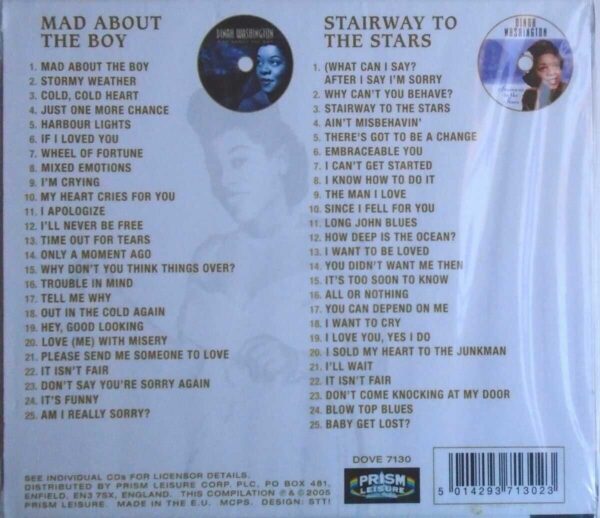 MAD ABOUT
THE BOY
DINAH WASHINGTON
1. MAD ABOUT THE BOY
2. STORMY WEATHER
3. COLD, COLD HEART
4. JUST ONE MORE CHANCE
5. HARBOUR LIGHTS
6. IF I LOVED YOU
7. WHEEL OF FORTUNE
8. MIXED EMOTIONS
9. I'M CRYING
10. MY HEART CRIES FOR YOU
11. I APOLOGIZE
12. I'LL NEVER BE FREE
13. TIME OUT FOR TEARS
14. ONLY A MOMENT AGO
15. WHY DON'T YOU THINK THINGS OVER?
16. TROUBLE IN MIND
17. TELL ME WHY
18. OUT IN THE COLD AGAIN
19. HEY, GOOD LOOKING
20. LOVE (ME) WITH MISERY
21. PLEASE SEND ME SOMEONE TO LOVE
22. IT ISN'T FAIR
23. DON'T SAY YOU'RE SORRY AGAIN
24. IT'S FUNNY
25. AM I REALLY SORRY?
STAIRWAY TO
THE STARS
DINAH
WASHINGTON
Stairway
to the
Stars
1. (WHAT CAN I SAY?
AFTER I SAY I'M SORRY
2. WHY CAN'T YOU BEHAVE?
3. STAIRWAY TO THE STARS
4. AIN'T MISBEHAVIN'
5. THERE'S GOT TO BE A CHANGE
6. EMBRACEABLE YOU
7. I CAN'T GET STARTED
8. I KNOW HOW TO DO IT
9. THE MAN I LOVE
10. SINCE I FELL FOR YOU
11. LONG JOHN BLUES
12. HOW DEEP IS THE OCEAN?
13. I WANT TO BE LOVED
14. YOU DIDN'T WANT ME THEN
15. IT'S TOO SOON TO KNOW
16. ALL OR NOTHING
17. YOU CAN DEPEND ON ME
18. I WANT TO CRY
19. I LOVE YOU, YES I DO
20. I SOLD MY HEART TO THE JUNKMAN
21. I'LL WAIT
22. IT ISN'T FAIR
23. DON'T COME KNOCKING AT MY DOOR
24. BLOW TOP BLUES
25. BABY GET LOST?
DOVE 7130
SEE INDIVIDUAL CDs FOR LICENSOR DETAILS.
DISTRIBUTED BY PRISM LEISURE CORP. PLC, PO BOX 481,
ENFIELD, EN3 7SX, ENGLAND. THIS COMPILATION ℗ & © 2005
PRISM LEISURE. MADE IN THE E.U. MCPS. DESIGN: STT!
PRISM
LEISURE
5 014293 713023